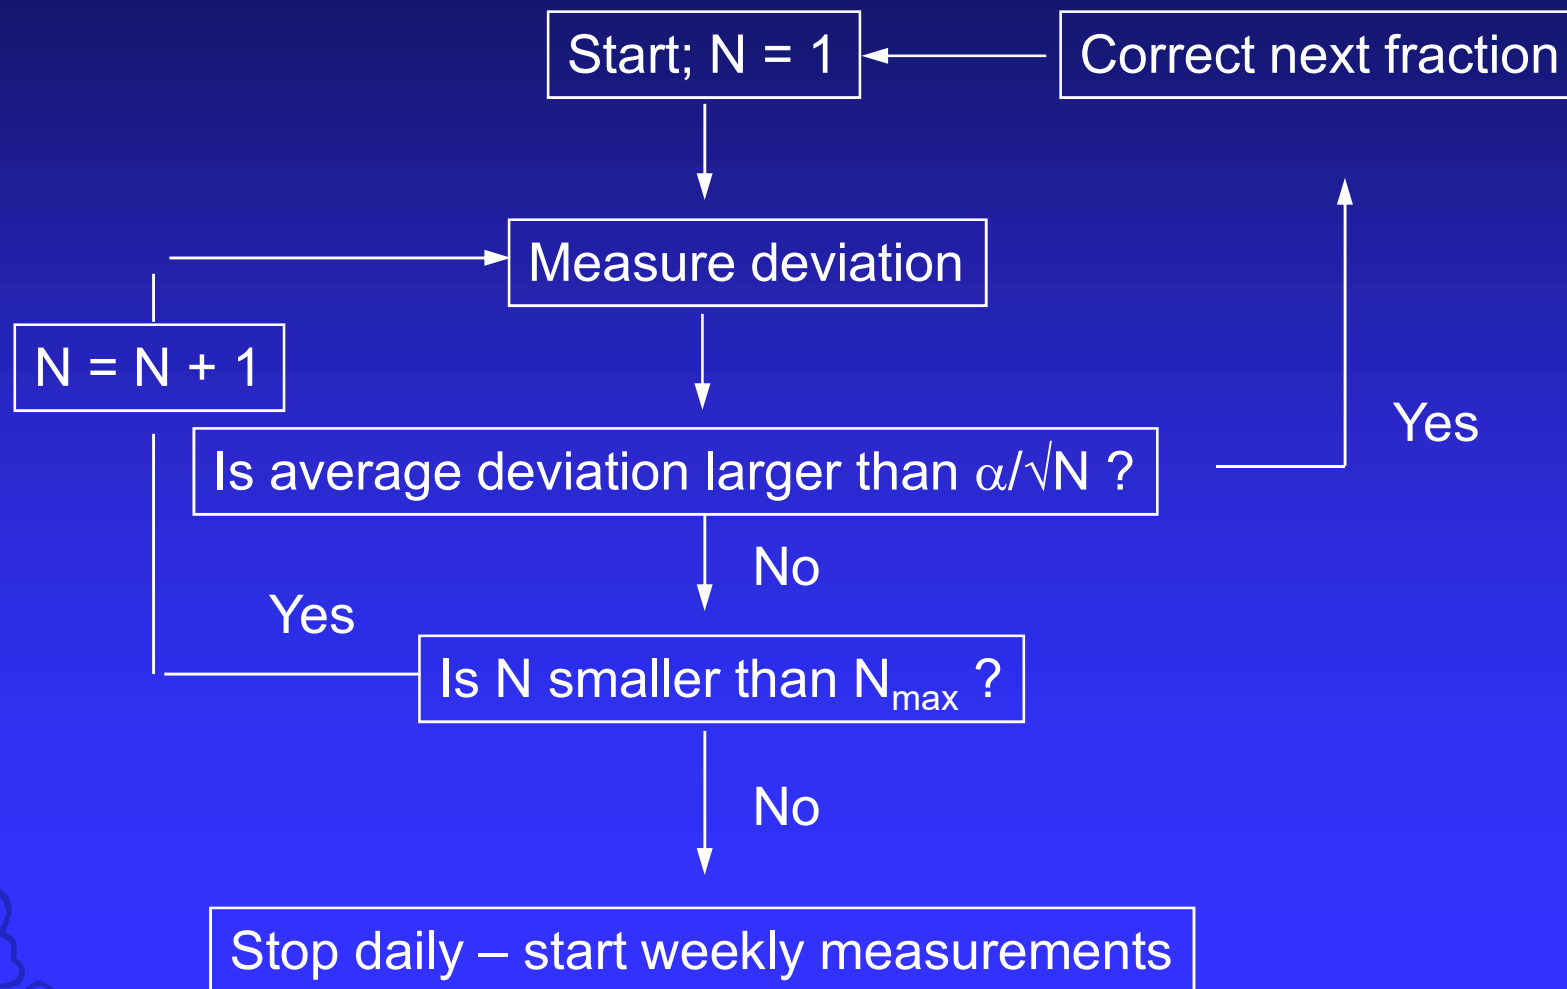 Start; N = 1
Correct next fraction
Measure deviation
N = N + 1
Yes
Is average deviation larger than α/√N ?
No
Yes
Is N smaller than Nmax ?
No
Stop daily – start weekly measurements